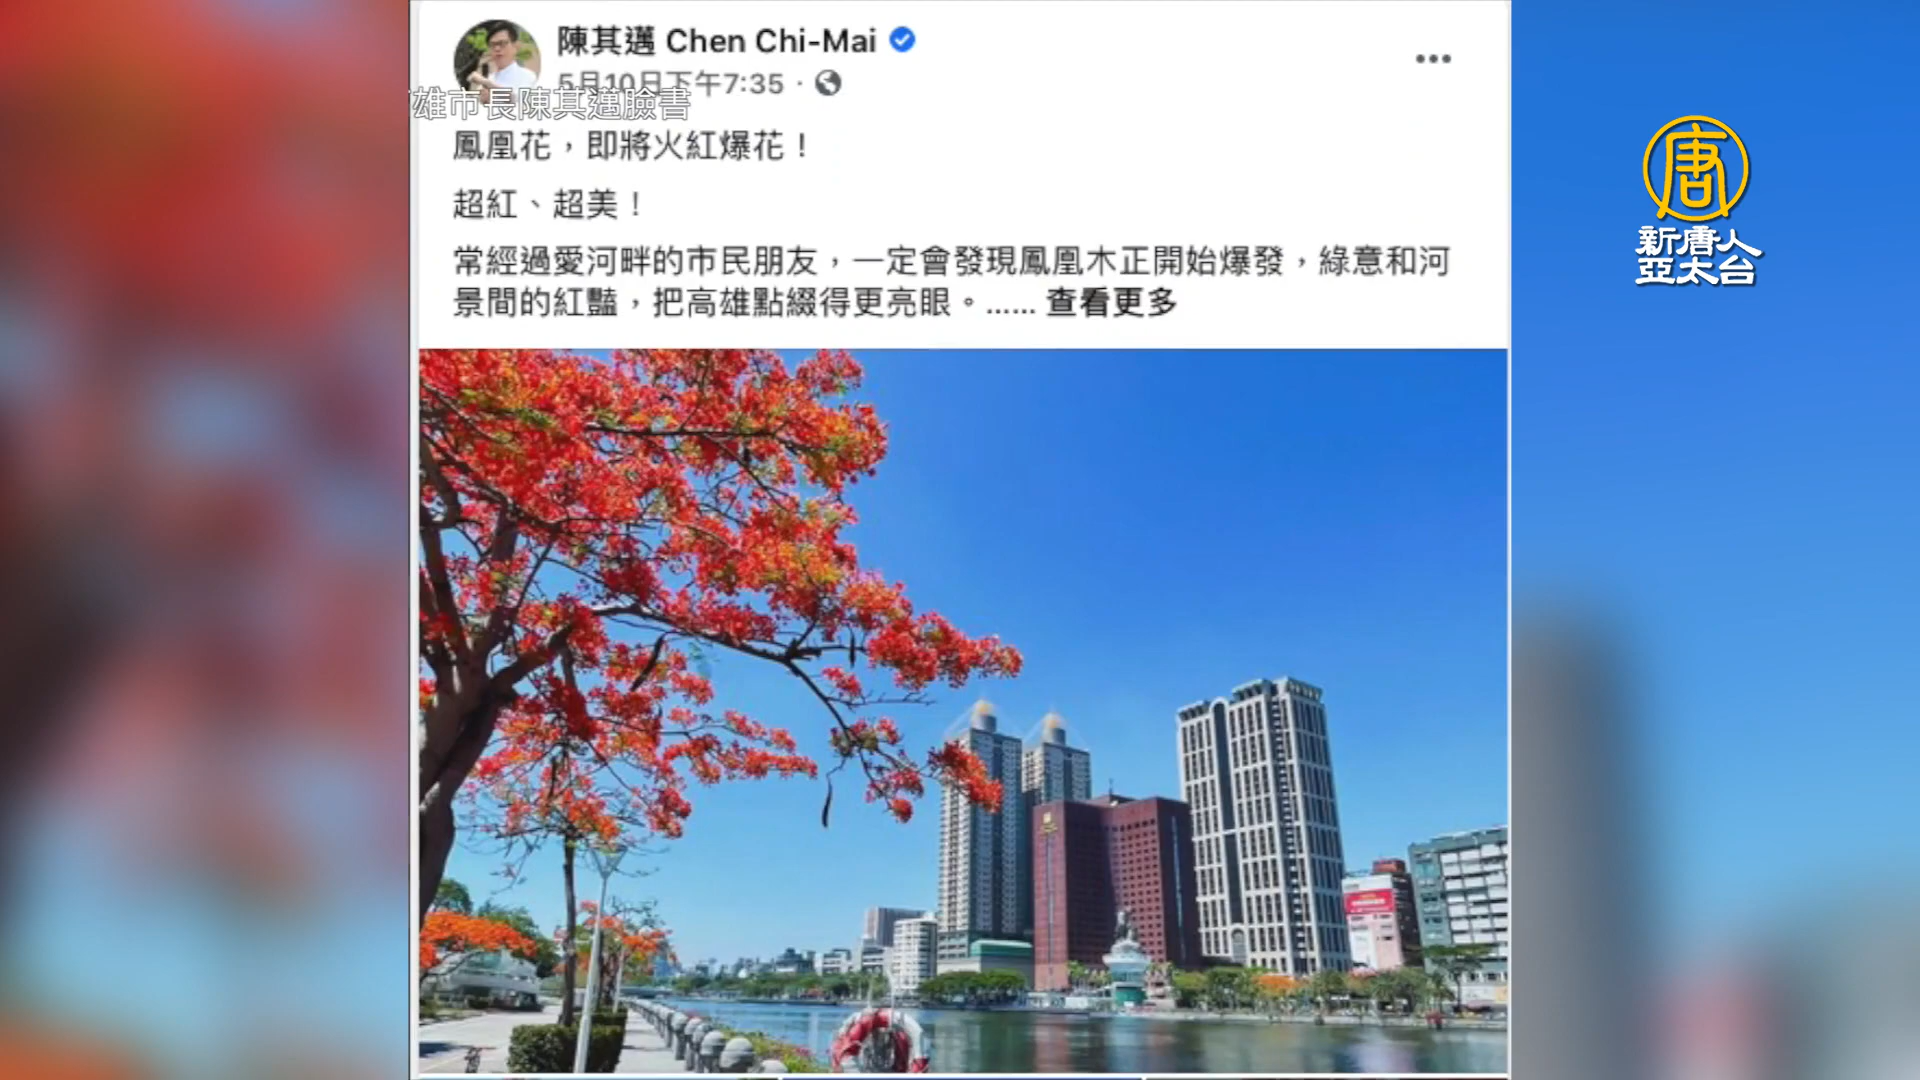 陳其邁 Chen Chi-Mai
5月10日下午7:35 ·
雄市長陳其邁臉書
鳳凰花，即將火紅爆花！
超紅、超美！
常經過愛河畔的市民朋友，一定會發現鳳凰木正開始爆發，綠意和河
景間的紅豔，把高雄點綴得更亮眼。...... 查看更多
唐
新唐人
亞太台